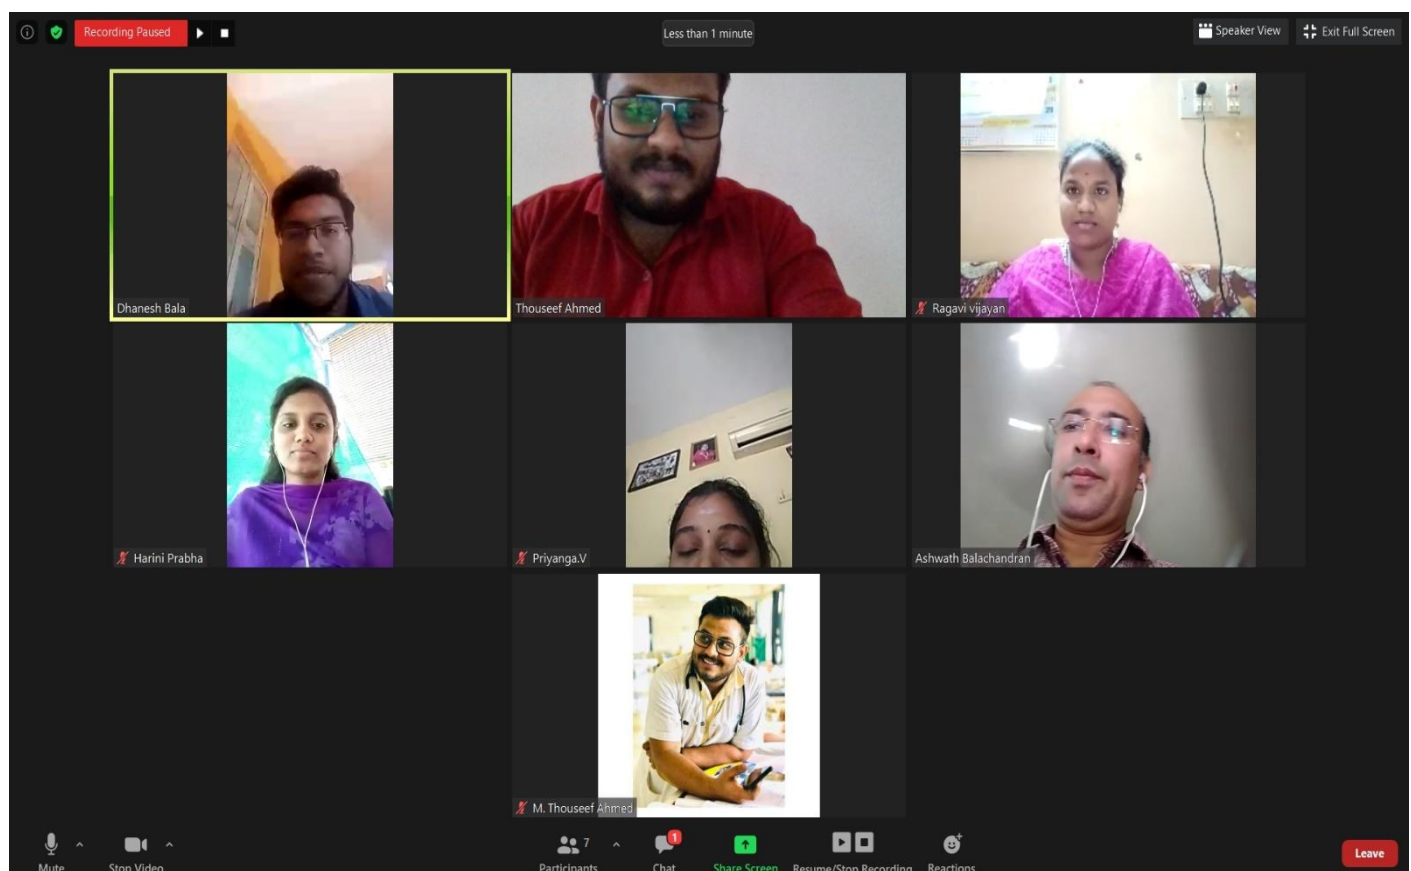 Recording Paused
Less than 1 minute
Speaker View
Exit Full Screen
Dhanesh Bala
Thouseef Ahmed
Ragavi vijayan
Harini Prabha
Priyanga.V
Ashwath Balachandran
M. Thouseef Ahmed
Mute
Stop Video
7
Participants
1
Chat
Share Screen
Resume/Stop Recording
Reactions
Leave